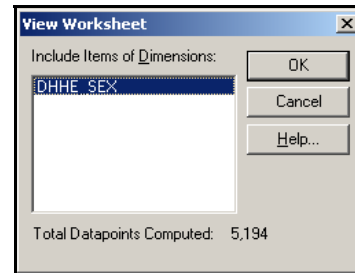 View Worksheet
Include Items of Dimensions:
DHHE_SEX
OK
Cancel
Help...
Total Datapoints Computed: 5,194